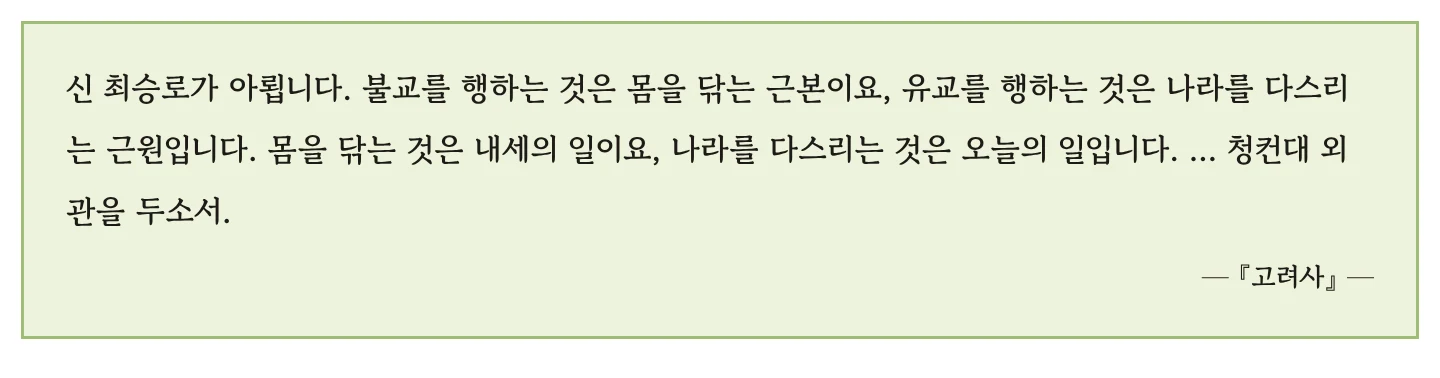 신 최승로가 아룁니다. 불교를 행하는 것은 몸을 닦는 근본이요, 유교를 행하는 것은 나라를 다스리
는 근원입니다. 몸을 닦는 것은 내세의 일이요, 나라를 다스리는 것은 오늘의 일입니다. … 청컨대 외
관을 두소서.
― 『고려사』 ―